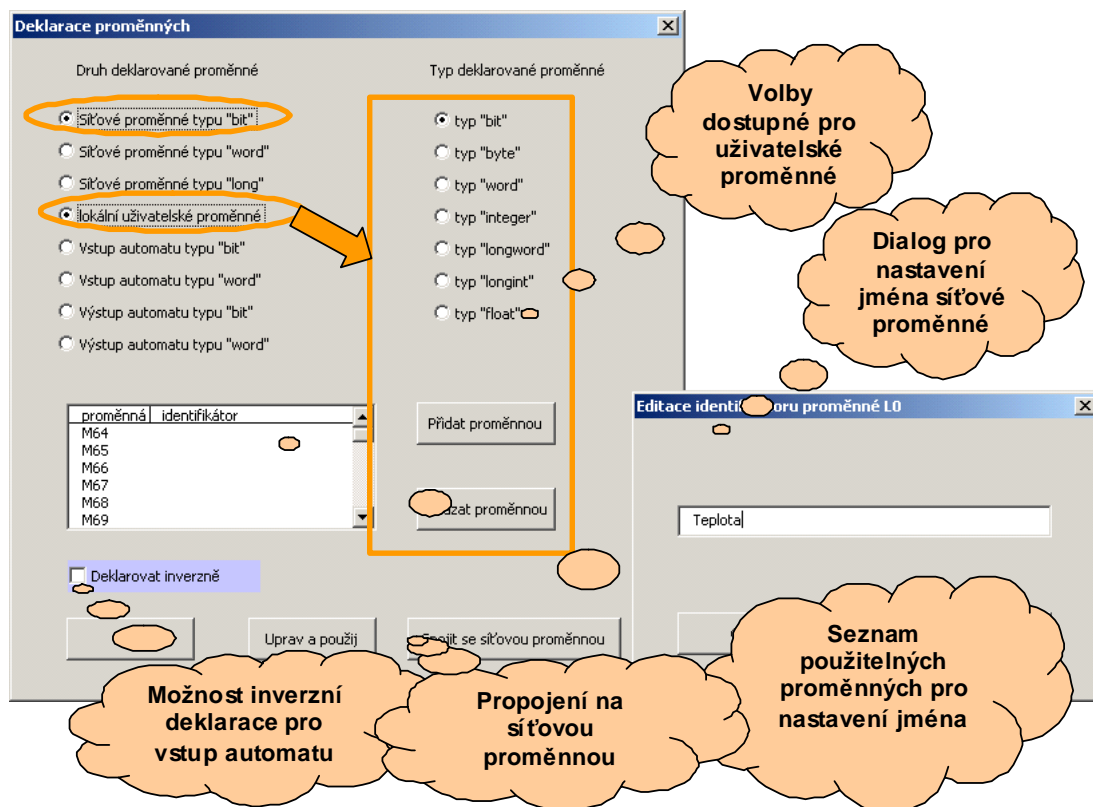 Deklarace proměnných
Druh deklarované proměnné
Síťové proměnné typu "bit"
Síťové proměnné typu "word"
Síťové proměnné typu "long"
lokální uživatelské proměnné
Vstup automatu typu "bit"
Vstup automatu typu "word"
Výstup automatu typu "bit"
Výstup automatu typu "word"
Typ deklarované proměnné
typ "bit"
typ "byte"
typ "word"
typ "integer"
typ "longword"
typ "longint"
typ "float"
Volby
dostupné pro
uživatelské
proměnné
Dialog pro
nastavení
jména síťové
proměnné
proměnná identifikátor
M64
M65
M66
M67
M68
M69
Přidat proměnnou
proměnnou
Deklarovat inverzně
Uprav a použij
se síťovou proměnnou
Editace proměnné L0
Teplota
Možnost inverzní
deklarace pro
vstup automatu
Propojení na
síťovou
proměnnou
Seznam
použitelných
proměnných pro
nastavení jména